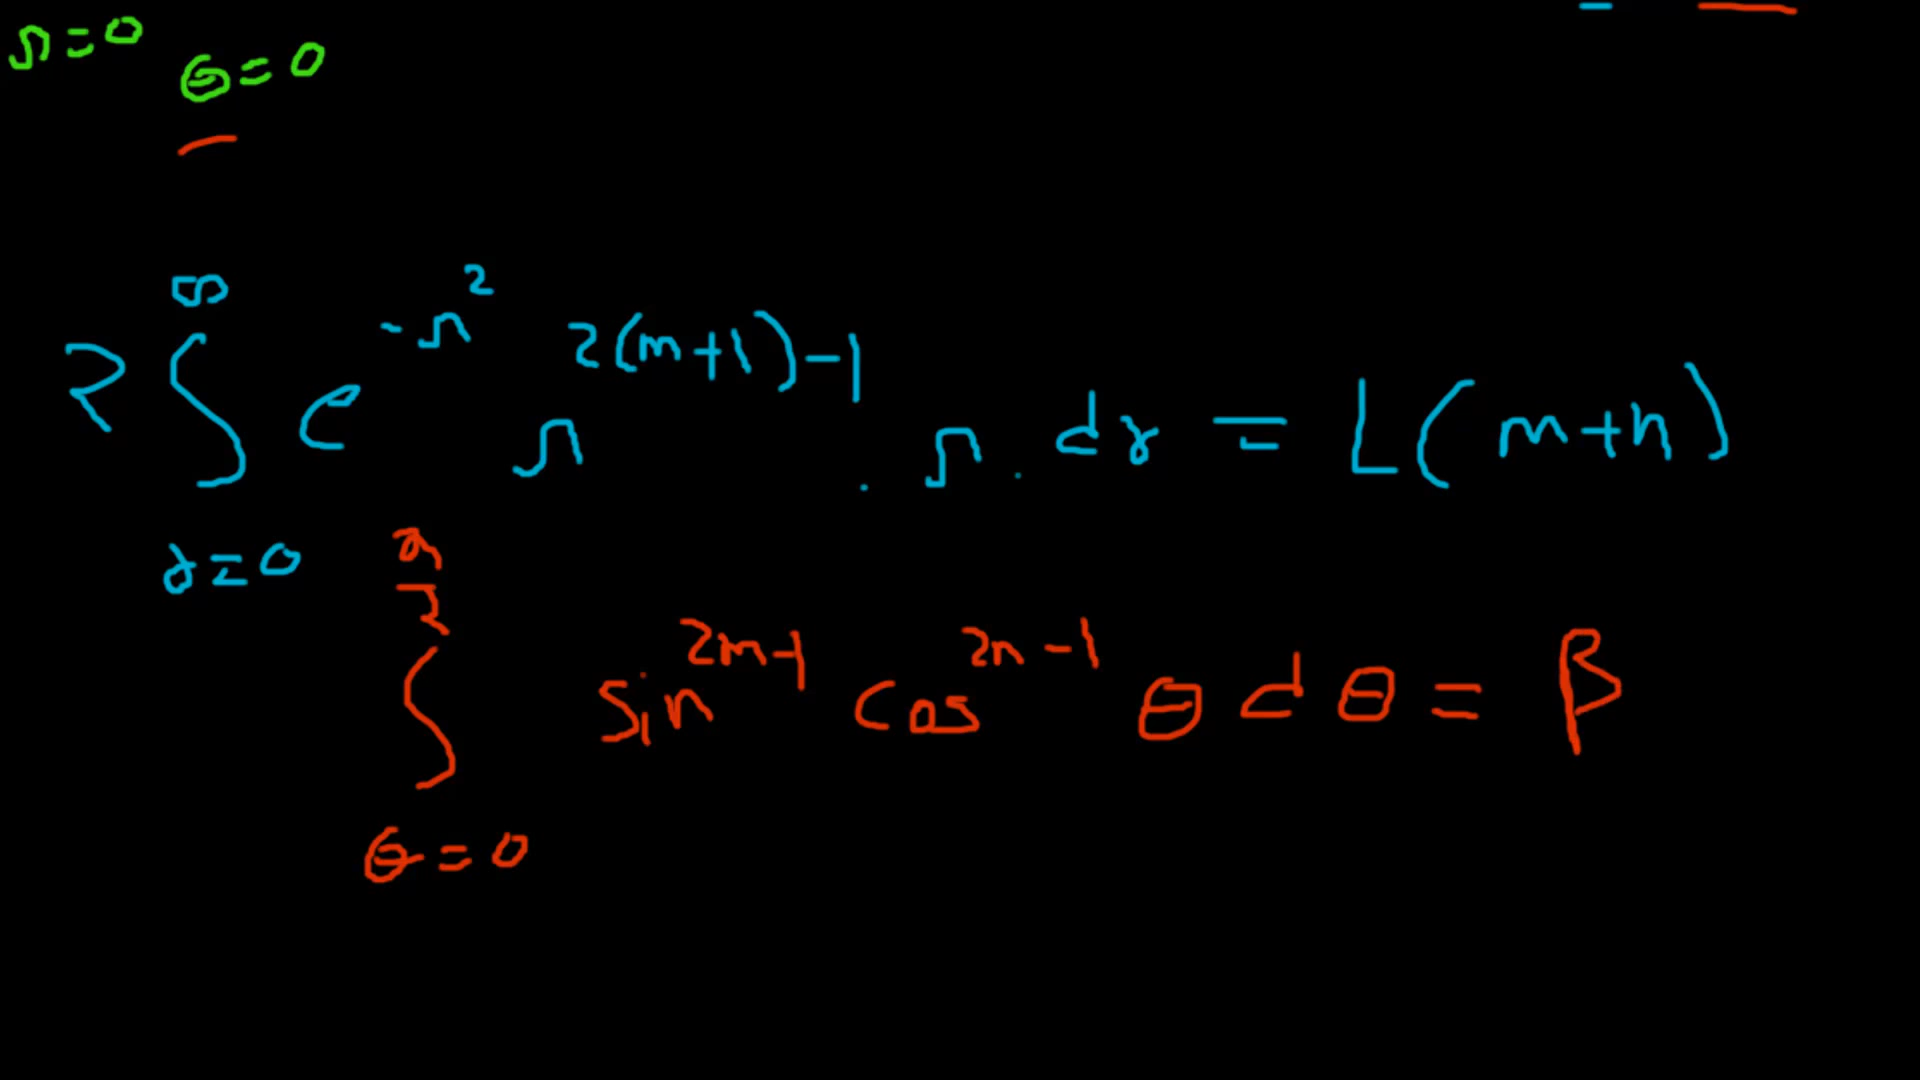 r=0 θ=0
2∫_{r=0}^{∞} e^{-r²} r^{2(m+1)-1} . r . dr = Γ(m+n)
∫_{θ=0}^{π/2} sin^{2m-1} cos^{2n-1} θ dθ = β